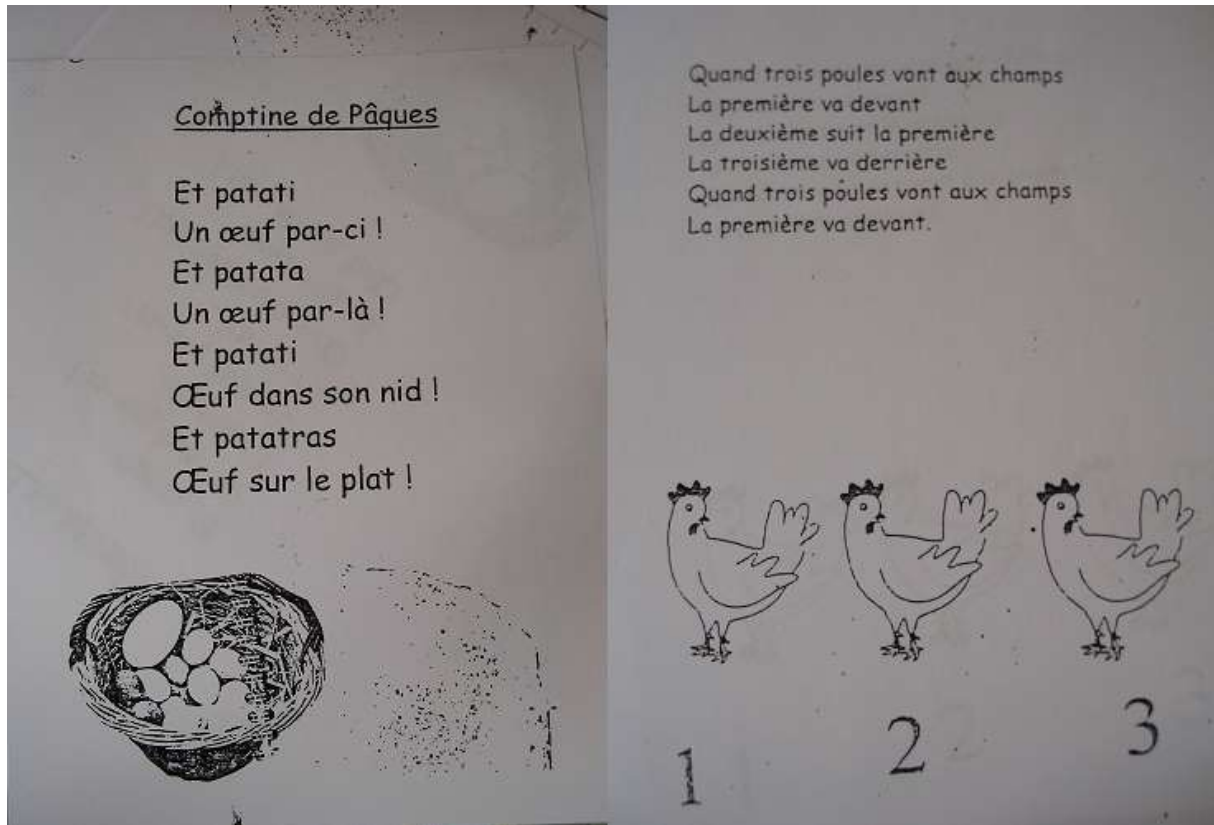 Comptine de Pâques
Et patati
Un œuf par-ci !
Et patata
Un œuf par-là !
Et patati
Œuf dans son nid !
Et patatras
Œuf sur le plat !
Quand trois poules vont aux champs
La première va devant
La deuxième suit la première
La troisième va derrière
Quand trois poules vont aux champs
La première va devant.
1 2 3